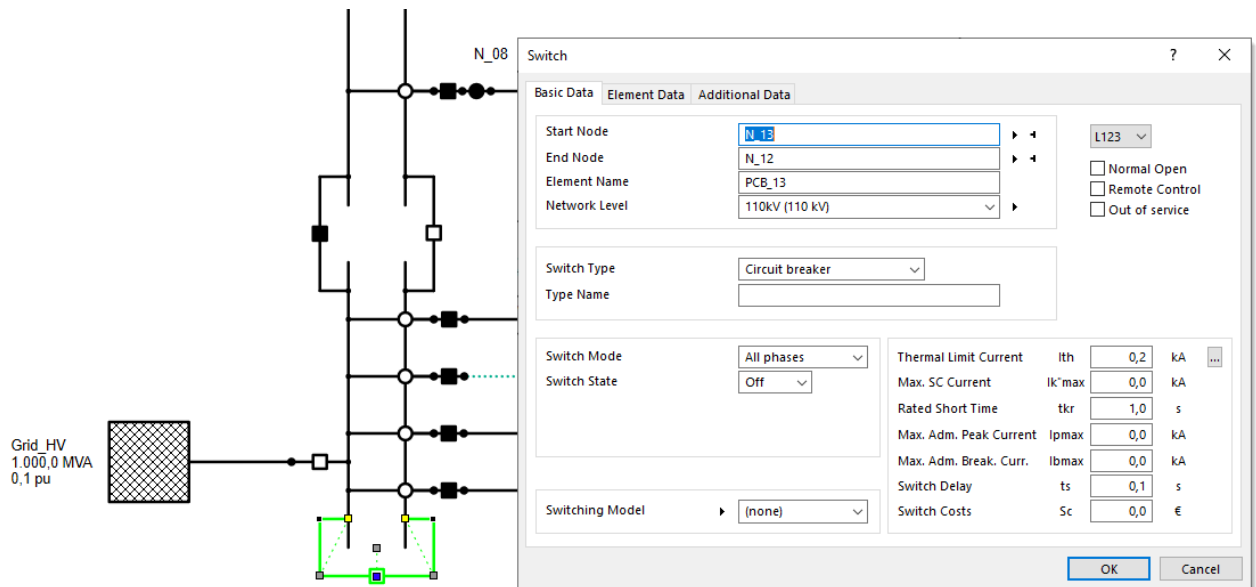 N_08
Grid_HV
1.000,0 MVA
0,1 pu
Switch ?
Basic Data Element Data Additional Data
Start Node N_13
End Node N_12
Element Name PCB_13
Network Level 110kV (110 kV)
L123
Normal Open
Remote Control
Out of service
Switch Type Circuit breaker
Type Name
Switch Mode All phases
Switch State Off
Switching Model (none)
Thermal Limit Current Ith 0,2 kA ...
Max. SC Current Ik"max 0,0 kA
Rated Short Time tkr 1,0 s
Max. Adm. Peak Current Ipmax 0,0 kA
Max. Adm. Break. Curr. Ibmax 0,0 kA
Switch Delay ts 0,1 s
Switch Costs Sc 0,0 €
OK Cancel